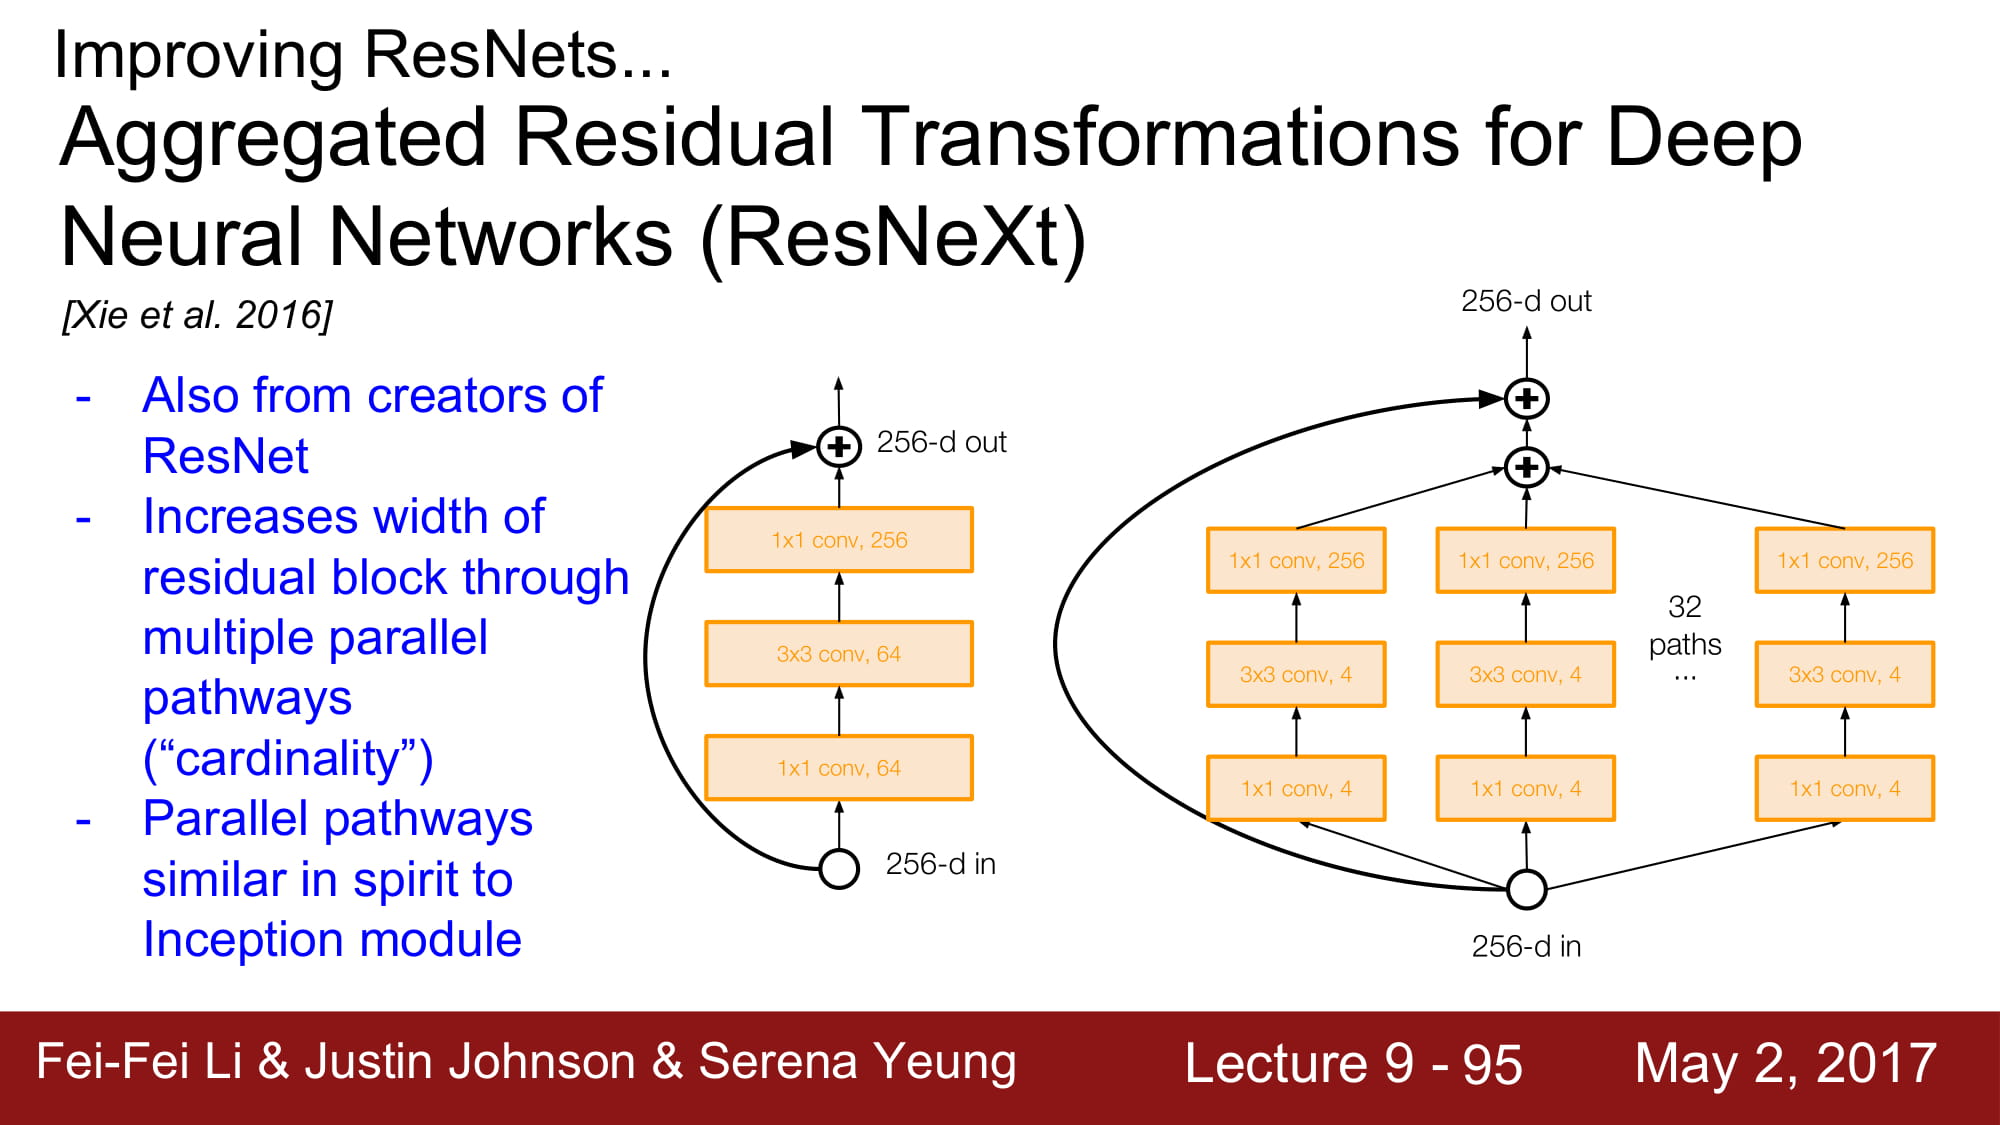 Improving ResNets...
Aggregated Residual Transformations for Deep
Neural Networks (ResNeXt)
[Xie et al. 2016]
- Also from creators of
ResNet
- Increases width of
residual block through
multiple parallel
pathways
(“cardinality”)
- Parallel pathways
similar in spirit to
Inception module
256-d out
1x1 conv, 256
3x3 conv, 64
1x1 conv, 64
256-d in
256-d out
1x1 conv, 256
1x1 conv, 256
1x1 conv, 256
32
paths
...
3x3 conv, 4
3x3 conv, 4
3x3 conv, 4
1x1 conv, 4
1x1 conv, 4
1x1 conv, 4
256-d in
Fei-Fei Li & Justin Johnson & Serena Yeung
Lecture 9 - 95
May 2, 2017